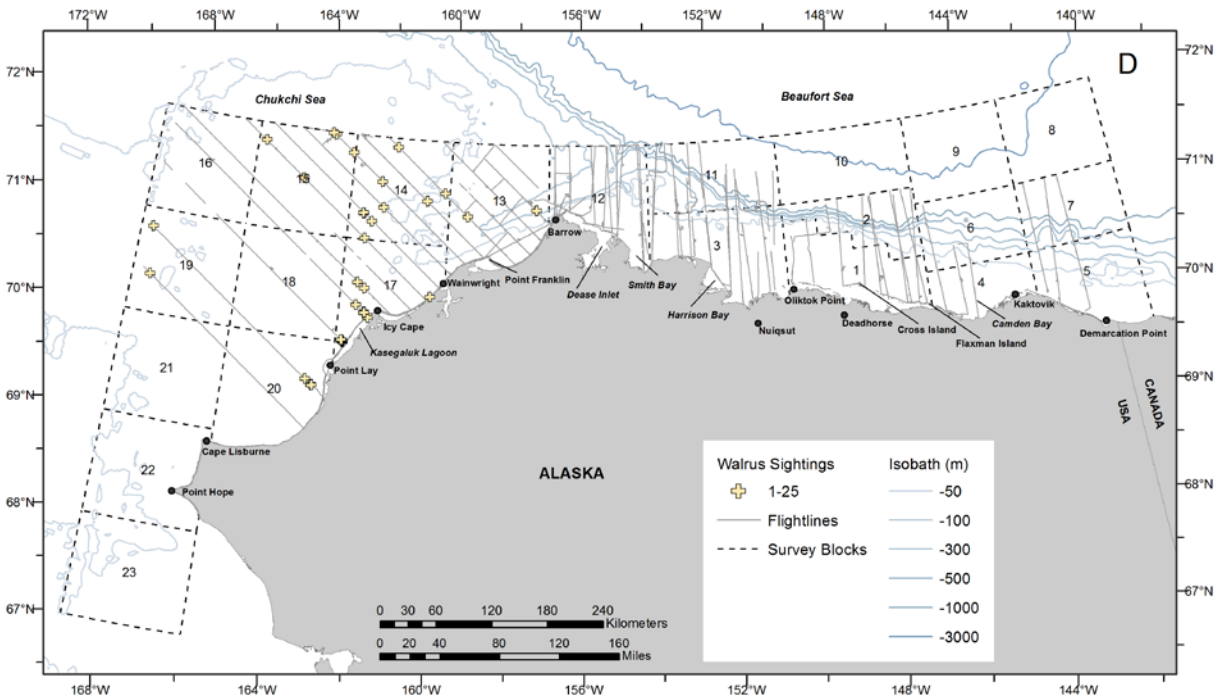 172°W 168°W 164°W 160°W 156°W 152°W 148°W 144°W 140°W
D
72°N
72°N
Chukchi Sea
Beaufort Sea
8
9
10
16
71°N
71°N
15
14
11
13
12
7
2
6
Barrow
3
19
18
17
Wainwright
Point Franklin
70°N
70°N
Dease Inlet
Smith Bay
1
5
4
Oliktok Point
Kaktovik
Harrison Bay
Icy Cape
Nuiqsut
Deadhorse
Cross Island
Camden Bay
Demarcation Point
Flaxman Island
Kasegaluk Lagoon
21
Point Lay
20
69°N
69°N
CANADA
USA
Cape Lisburne
22
Point Hope
ALASKA
68°N
68°N
23
67°N
67°N
Walrus Sightings
1-25
Flightlines
Survey Blocks
Isobath (m)
-50
-100
-300
-500
-1000
-3000
0 30 60 120 180 240
Kilometers
0 20 40 80 120 160
Miles
168°W 164°W 160°W 156°W 152°W 148°W 144°W